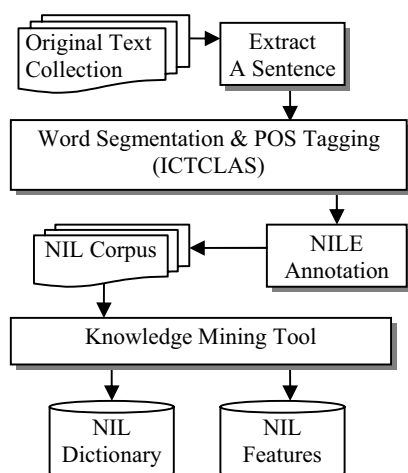 Original Text
Collection
Extract
A Sentence
Word Segmentation & POS Tagging
(ICTCLAS)
NIL Corpus
NILE
Annotation
Knowledge Mining Tool
NIL
Dictionary
NIL
Features